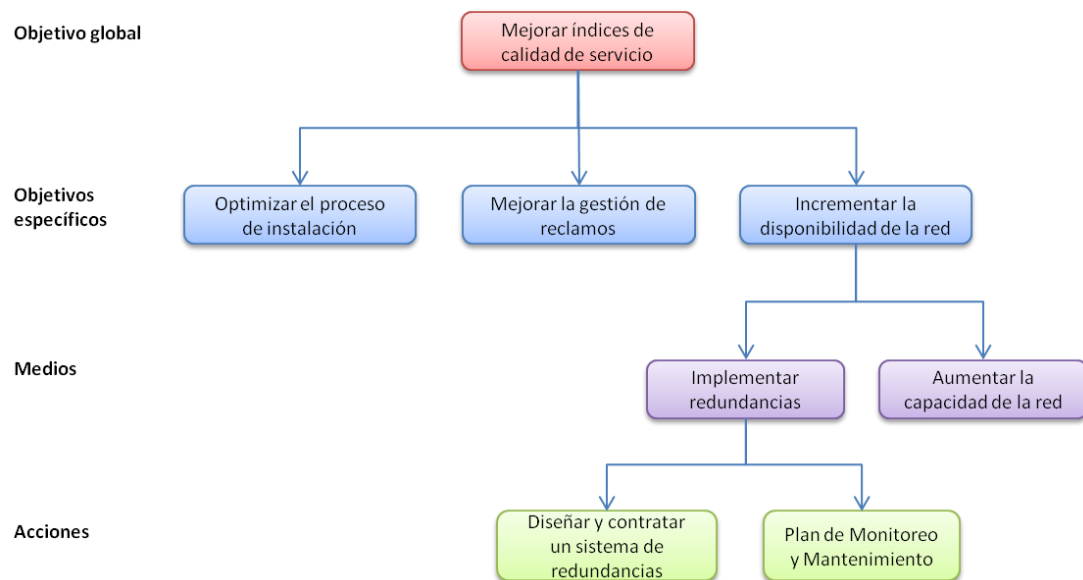 Objetivo global
Mejorar índices de
calidad de servicio
Objetivos
específicos
Optimizar el proceso
de instalación
Mejorar la gestión de
reclamos
Incrementar la
disponibilidad de la red
Medios
Implementar
redundancias
Aumentar la
capacidad de la red
Acciones
Diseñar y contratar
un sistema de
redundancias
Plan de Monitoreo
y Mantenimiento